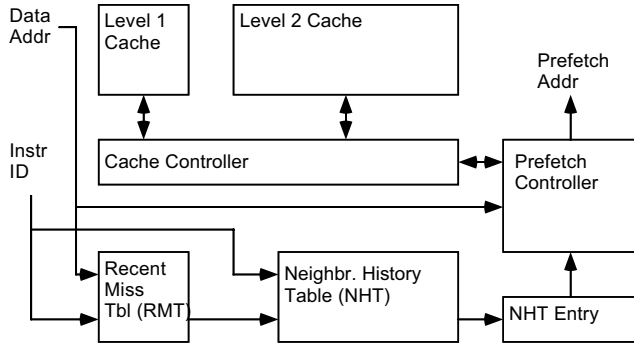 Data
Addr
Level 1
Cache
Level 2 Cache
Prefetch
Addr
Instr
ID
Cache Controller
Prefetch
Controller
Recent
Miss
Tbl (RMT)
Neighbr. History
Table (NHT)
NHT Entry